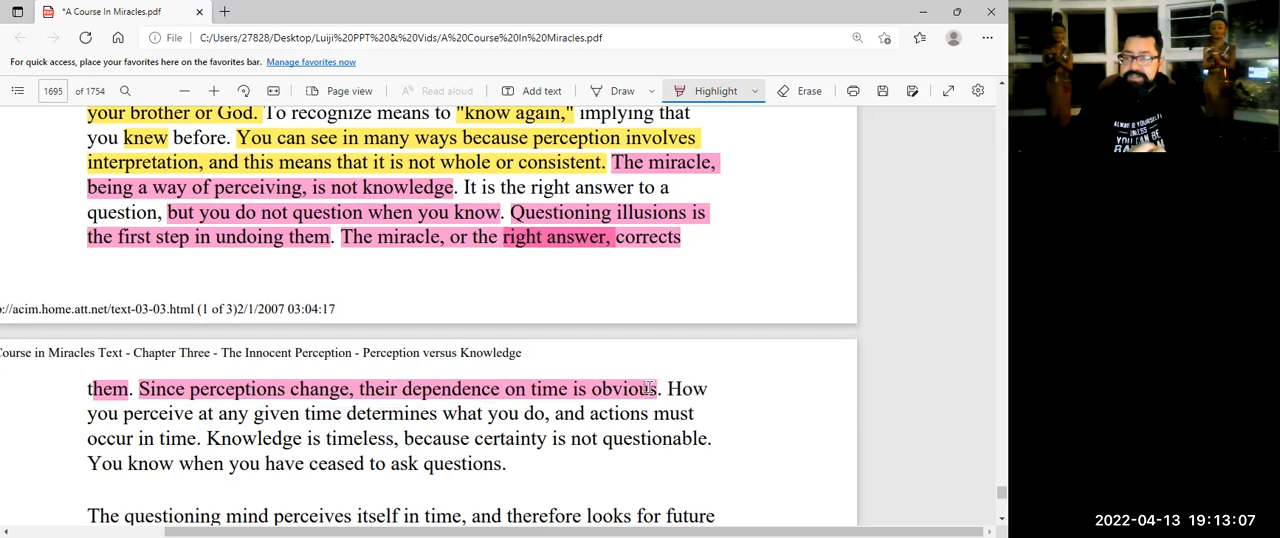 *A Course In Miracles.pdf
File C:/Users/27828/Desktop/Luiji%20PPT%20&%20Vids/A%20Course%20In%20Miracles.pdf
For quick access, place your favorites here on the favorites bar. Manage favorites now
1695 of 1754 Page view Read aloud Add text Draw Highlight Erase
your brother or God. To recognize means to "know again," implying that
you knew before. You can see in many ways because perception involves
interpretation, and this means that it is not whole or consistent. The miracle,
being a way of perceiving, is not knowledge. It is the right answer to a
question, but you do not question when you know. Questioning illusions is
the first step in undoing them. The miracle, or the right answer, corrects
://acim.home.att.net/text-03-03.html (1 of 3)2/1/2007 03:04:17
Course in Miracles Text - Chapter Three - The Innocent Perception - Perception versus Knowledge
them. Since perceptions change, their dependence on time is obvious. How
you perceive at any given time determines what you do, and actions must
occur in time. Knowledge is timeless, because certainty is not questionable.
You know when you have ceased to ask questions.
The questioning mind perceives itself in time, and therefore looks for future
YOU CAN BE
2022-04-13 19:13:07